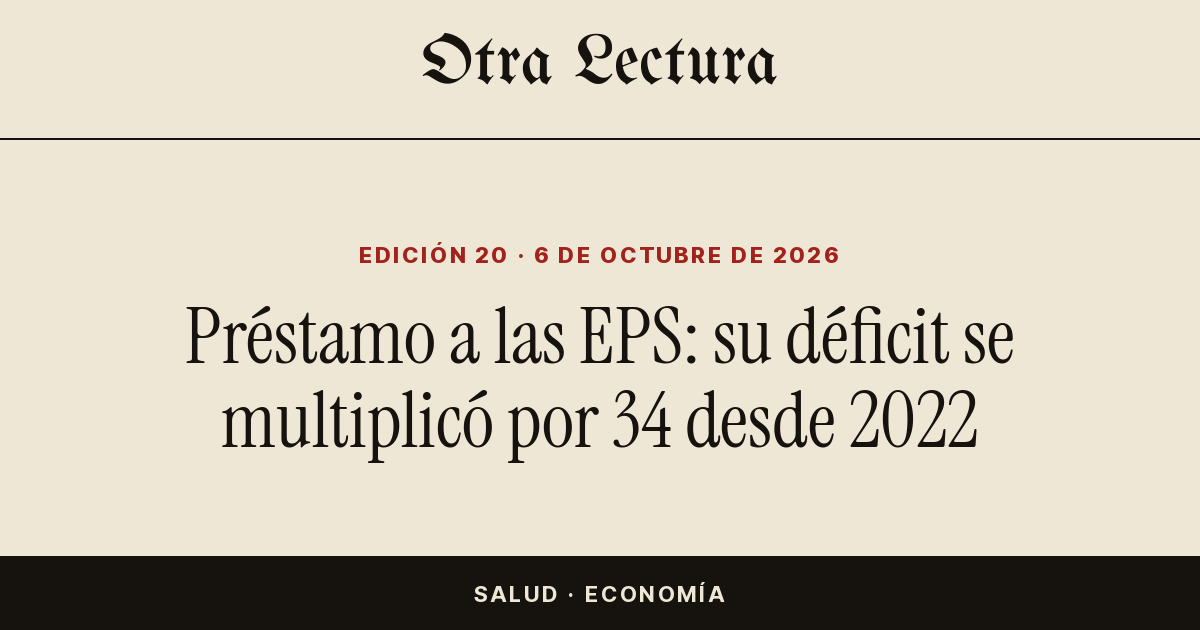 Otra Lectura
EDICIÓN 20 · 6 DE OCTUBRE DE 2026
Préstamo a las EPS: su déficit se
multiplicó por 34 desde 2022
SALUD · ECONOMÍA